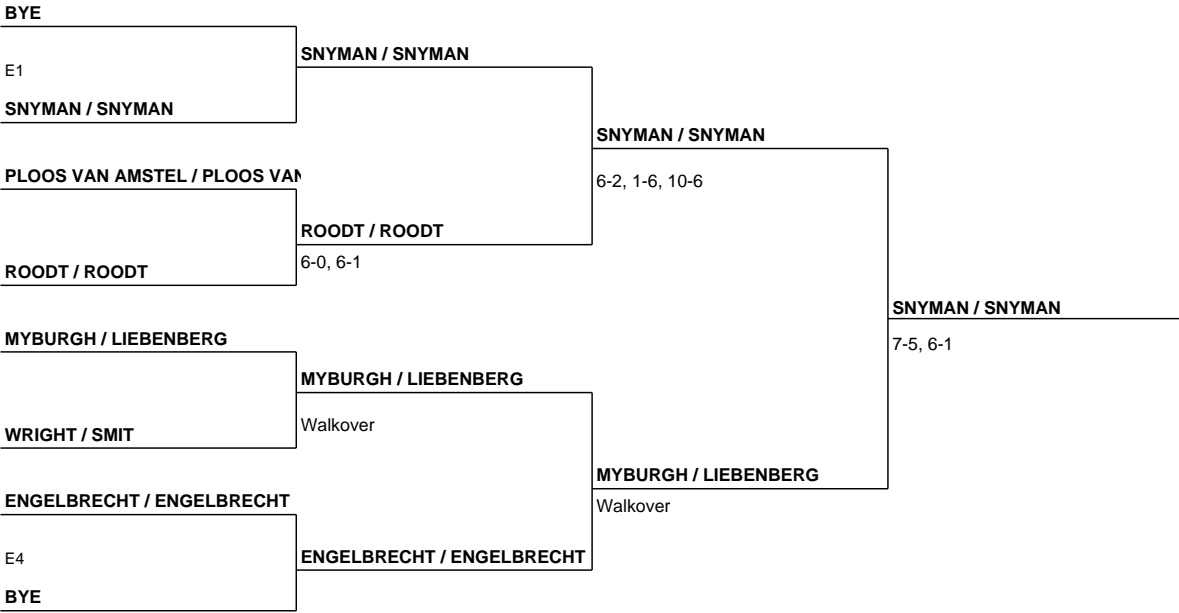 BYE
E1
SNYMAN / SNYMAN
SNYMAN / SNYMAN
PLOOS VAN AMSTEL / PLOOS VAN
ROODT / ROODT
ROODT / ROODT
6-0, 6-1
SNYMAN / SNYMAN
6-2, 1-6, 10-6
MYBURGH / LIEBENBERG
WRIGHT / SMIT
MYBURGH / LIEBENBERG
Walkover
ENGELBRECHT / ENGELBRECHT
E4
BYE
ENGELBRECHT / ENGELBRECHT
MYBURGH / LIEBENBERG
Walkover
SNYMAN / SNYMAN
7-5, 6-1